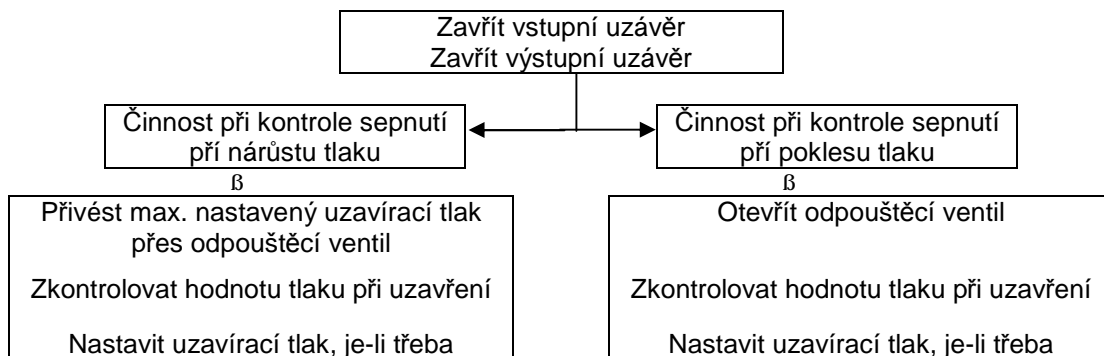 Zavřít vstupní uzávěr
Zavřít výstupní uzávěr
Činnost při kontrole sepnutí
pří nárůstu tlaku
Činnost při kontrole sepnutí
pří poklesu tlaku
ß
ß
Přivést max. nastavený uzavírací tlak
přes odpouštěcí ventil
Zkontrolovat hodnotu tlaku při uzavření
Nastavit uzavírací tlak, je-li třeba
Otevřít odpouštěcí ventil
Zkontrolovat hodnotu tlaku při uzavření
Nastavit uzavírací tlak, je-li třeba